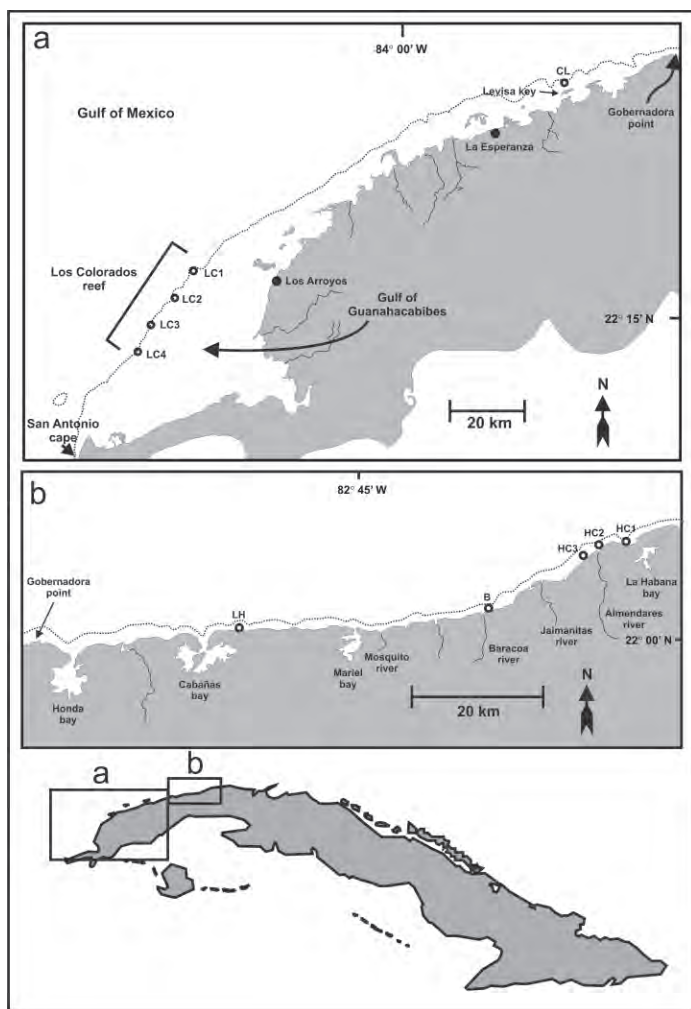 a
84° 00' W
CL
Levisa key
Gobernadora
point
Gulf of Mexico
La Esperanza
Los Colorados
reef
LC1
LC2
LC3
LC4
Los Arroyos
Gulf of
Guanahacabibes
22° 15' N
San Antonio
cape
20 km
N
b
82° 45' W
HC1
HC2
HC3
La Habana
bay
Gobernadora
point
LH
B
Almendares
river
Jaimanitas
river
22° 00' N
Baracoa
river
Mosquito
river
Mariel
bay
Cabañas
bay
Honda
bay
20 km
N
a
b